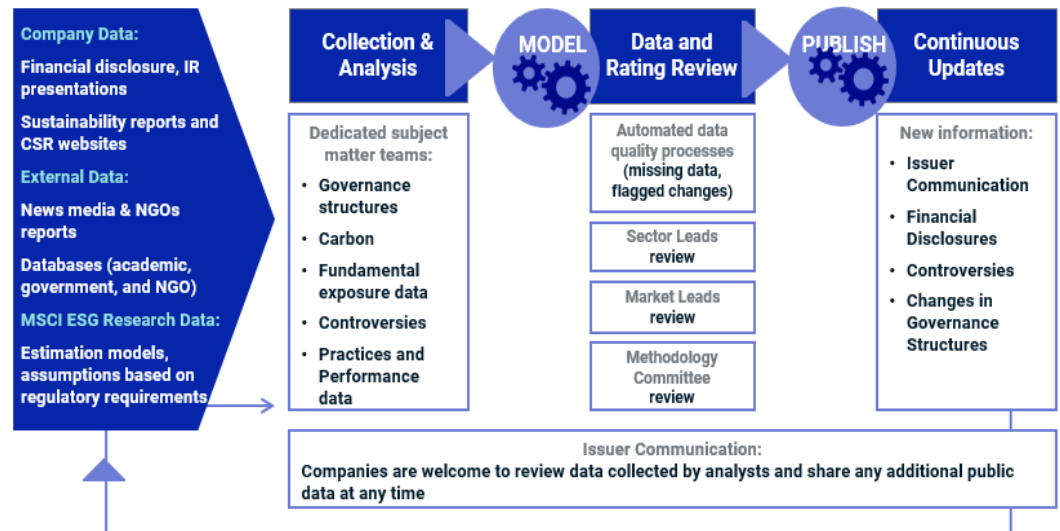 Company Data:
Financial disclosure, IR
presentations
Sustainability reports and
CSR websites
External Data:
News media & NGOs
reports
Databases (academic,
government, and NGO)
MSCI ESG Research Data:
Estimation models,
assumptions based on
regulatory requirements
Collection &
Analysis
Dedicated subject
matter teams:
• Governance
structures
• Carbon
• Fundamental
exposure data
• Controversies
• Practices and
Performance
data
MODEL
Data and
Rating Review
Automated data
quality processes
(missing data,
flagged changes)
Sector Leads
review
Market Leads
review
Methodology
Committee
review
PUBLISH
Continuous
Updates
New information:
• Issuer
Communication
• Financial
Disclosures
• Controversies
• Changes in
Governance
Structures
Issuer Communication:
Companies are welcome to review data collected by analysts and share any additional public
data at any time